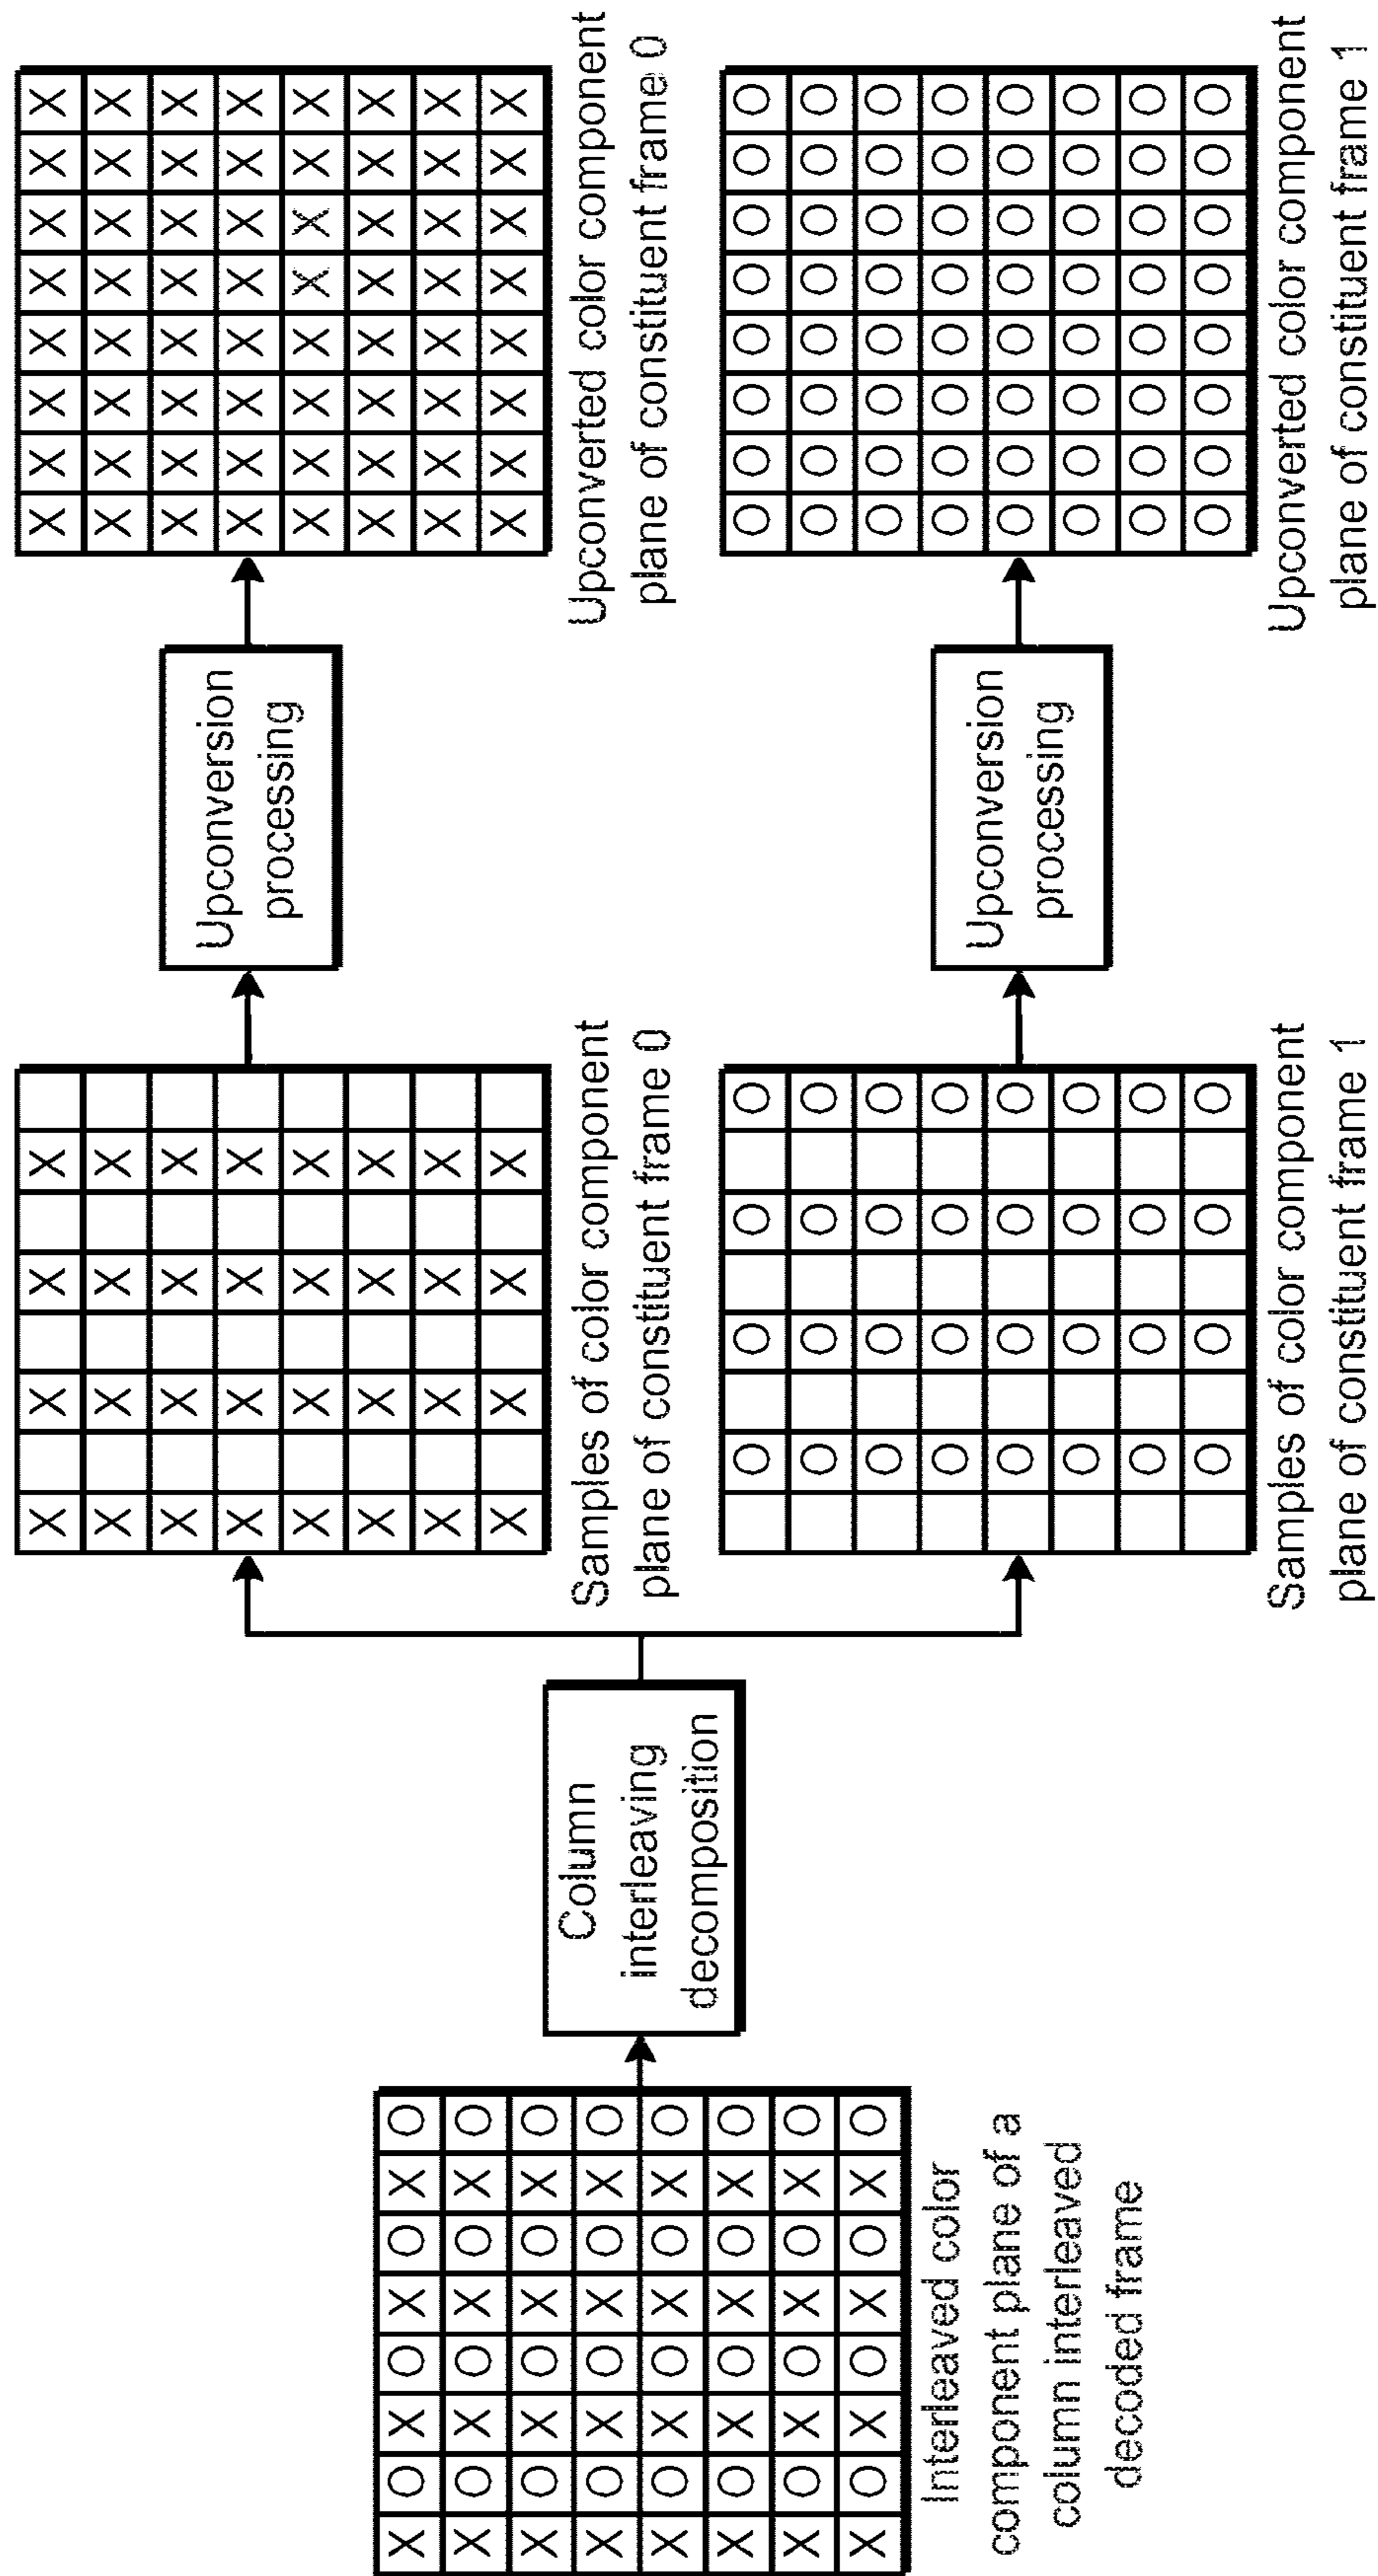 X O X O X O X O
X O X O X O X O
X O X O X O X O
X O X O X O X O
X O X O X O X O
X O X O X O X O
X O X O X O X O
X O X O X O X O
Interleaved color
component plane of a
column interleaved
decoded frame
Column
interleaving
decomposition
X X X X
X X X X
X X X X
X X X X
X X X X
X X X X
X X X X
X X X X
Samples of color component
plane of constituent frame 0
Upconversion
processing
X X X X X X X X
X X X X X X X X
X X X X X X X X
X X X X X X X X
X X X X X X X X
X X X X X X X X
X X X X X X X X
X X X X X X X X
Upconverted color component
plane of constituent frame 0
O O O O
O O O O
O O O O
O O O O
O O O O
O O O O
O O O O
O O O O
Samples of color component
plane of constituent frame 1
Upconversion
processing
O O O O O O O O
O O O O O O O O
O O O O O O O O
O O O O O O O O
O O O O O O O O
O O O O O O O O
O O O O O O O O
O O O O O O O O
Upconverted color component
plane of constituent frame 1